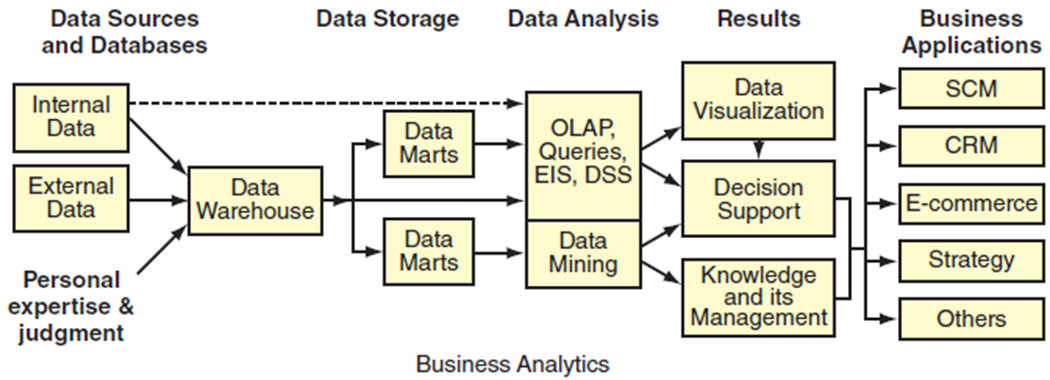 Data Sources
and Databases
Data Storage
Data Analysis
Results
Business
Applications
Internal
Data
External
Data
Personal
expertise &
judgment
Data
Warehouse
Data
Marts
Data
Marts
OLAP,
Queries,
EIS, DSS
Data
Mining
Data
Visualization
Decision
Support
Knowledge
and its
Management
SCM
CRM
E-commerce
Strategy
Others
Business Analytics